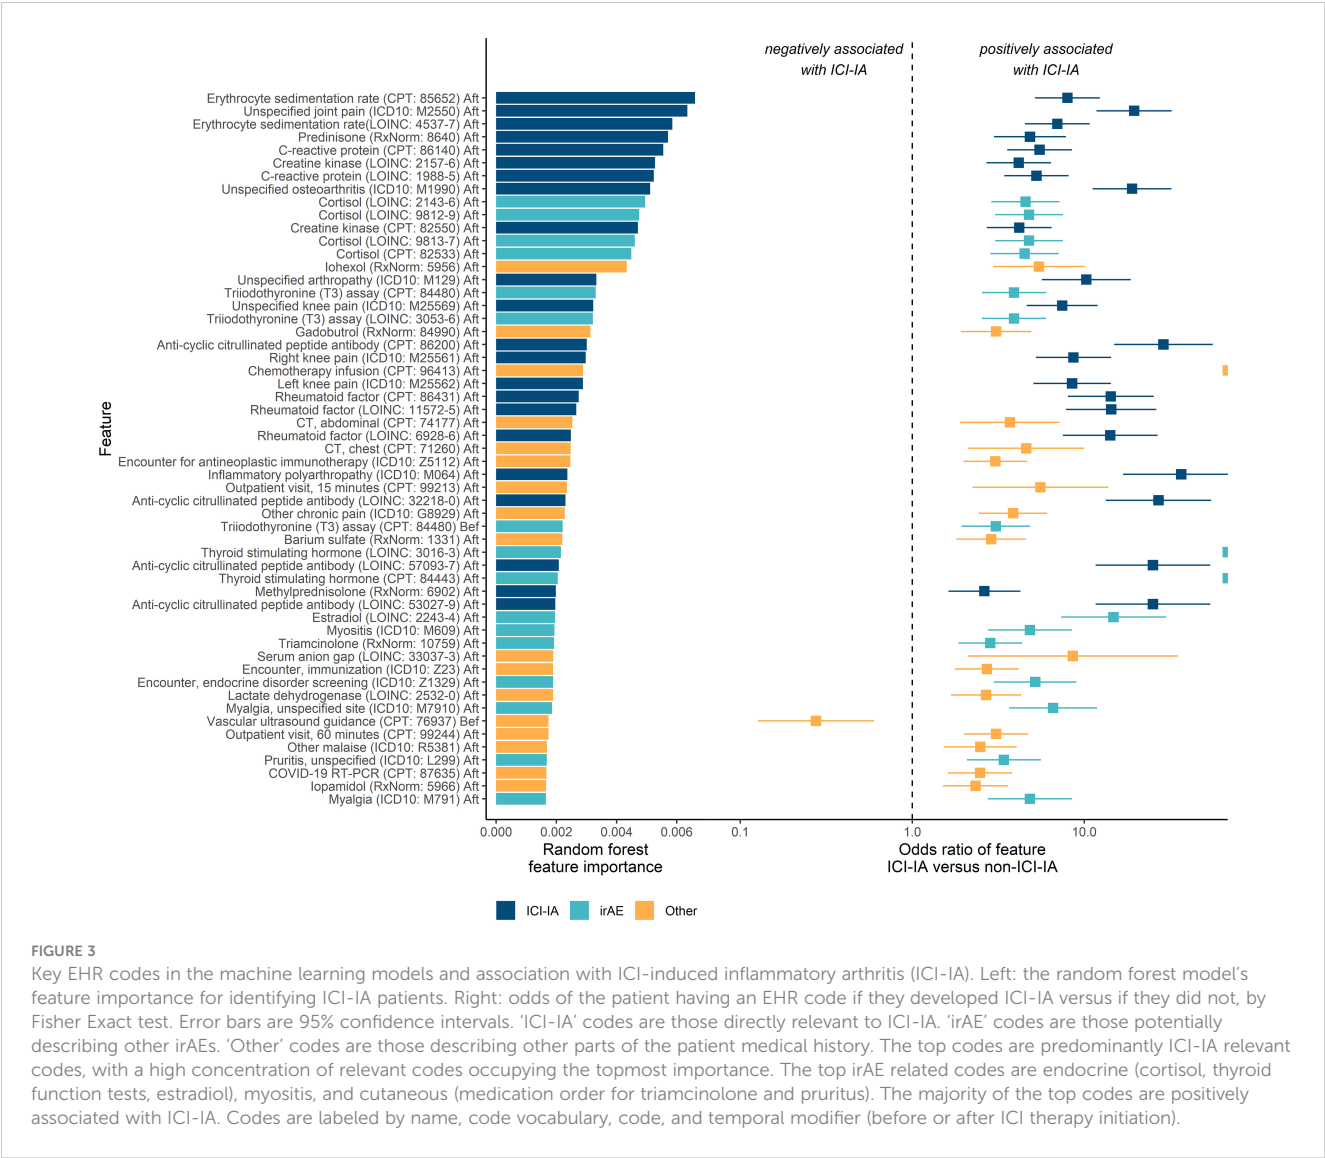 negatively associated
with ICI-IA
positively associated
with ICI-IA
Feature
Erythrocyte sedimentation rate (CPT: 85652) Aft
Unspecified joint pain (ICD10: M2550) Aft
Erythrocyte sedimentation rate(LOINC: 4537-7) Aft
Predinisone (RxNorm: 8640) Aft
C-reactive protein (CPT: 86140) Aft
Creatine kinase (LOINC: 2157-6) Aft
C-reactive protein (LOINC: 1988-5) Aft
Unspecified osteoarthritis (ICD10: M1990) Aft
Cortisol (LOINC: 2143-6) Aft
Cortisol (LOINC: 9812-9) Aft
Creatine kinase (CPT: 82550) Aft
Cortisol (LOINC: 9813-7) Aft
Cortisol (CPT: 82533) Aft
Iohexol (RxNorm: 5956) Aft
Unspecified arthropathy (ICD10: M129) Aft
Triiodothyronine (T3) assay (CPT: 84480) Aft
Unspecified knee pain (ICD10: M25569) Aft
Triiodothyronine (T3) assay (LOINC: 3053-6) Aft
Gadobutrol (RxNorm: 84990) Aft
Anti-cyclic citrullinated peptide antibody (CPT: 86200) Aft
Right knee pain (ICD10: M25561) Aft
Chemotherapy infusion (CPT: 96413) Aft
Left knee pain (ICD10: M25562) Aft
Rheumatoid factor (CPT: 86431) Aft
Rheumatoid factor (LOINC: 11572-5) Aft
CT, abdominal (CPT: 74177) Aft
Rheumatoid factor (LOINC: 6928-6) Aft
CT, chest (CPT: 71260) Aft
Encounter for antineoplastic immunotherapy (ICD10: Z5112) Aft
Inflammatory polyarthropathy (ICD10: M064) Aft
Outpatient visit, 15 minutes (CPT: 99213) Aft
Anti-cyclic citrullinated peptide antibody (LOINC: 32218-0) Aft
Other chronic pain (ICD10: G8929) Aft
Triiodothyronine (T3) assay (CPT: 84480) Bef
Barium sulfate (RxNorm: 1331) Aft
Thyroid stimulating hormone (LOINC: 3016-3) Aft
Anti-cyclic citrullinated peptide antibody (LOINC: 57093-7) Aft
Thyroid stimulating hormone (CPT: 84443) Aft
Methylprednisolone (RxNorm: 6902) Aft
Anti-cyclic citrullinated peptide antibody (LOINC: 53027-9) Aft
Estradiol (LOINC: 2243-4) Aft
Myositis (ICD10: M609) Aft
Triamcinolone (RxNorm: 10759) Aft
Serum anion gap (LOINC: 33037-3) Aft
Encounter, immunization (ICD10: Z23) Aft
Encounter, endocrine disorder screening (ICD10: Z1329) Aft
Lactate dehydrogenase (LOINC: 2532-0) Aft
Myalgia, unspecified site (ICD10: M7910) Aft
Vascular ultrasound guidance (CPT: 76937) Bef
Outpatient visit, 60 minutes (CPT: 99244) Aft
Other malaise (ICD10: R5381) Aft
Pruritis, unspecified (ICD10: L299) Aft
COVID-19 RT-PCR (CPT: 87635) Aft
Iopamidol (RxNorm: 5966) Aft
Myalgia (ICD10: M791) Aft
0.000 0.002 0.004 0.006 0.1 1.0 10.0
Random forest
feature importance
Odds ratio of feature
ICI-IA versus non-ICI-IA
ICI-IA irAE Other
FIGURE 3
Key EHR codes in the machine learning models and association with ICI-induced inflammatory arthritis (ICI-IA). Left: the random forest model's
feature importance for identifying ICI-IA patients. Right: odds of the patient having an EHR code if they developed ICI-IA versus if they did not, by
Fisher Exact test. Error bars are 95% confidence intervals. 'ICI-IA' codes are those directly relevant to ICI-IA. 'irAE' codes are those potentially
describing other irAEs. 'Other' codes are those describing other parts of the patient medical history. The top codes are predominantly ICI-IA relevant
codes, with a high concentration of relevant codes occupying the topmost importance. The top irAE related codes are endocrine (cortisol, thyroid
function tests, estradiol), myositis, and cutaneous (medication order for triamcinolone and pruritus). The majority of the top codes are positively
associated with ICI-IA. Codes are labeled by name, code vocabulary, code, and temporal modifier (before or after ICI therapy initiation).